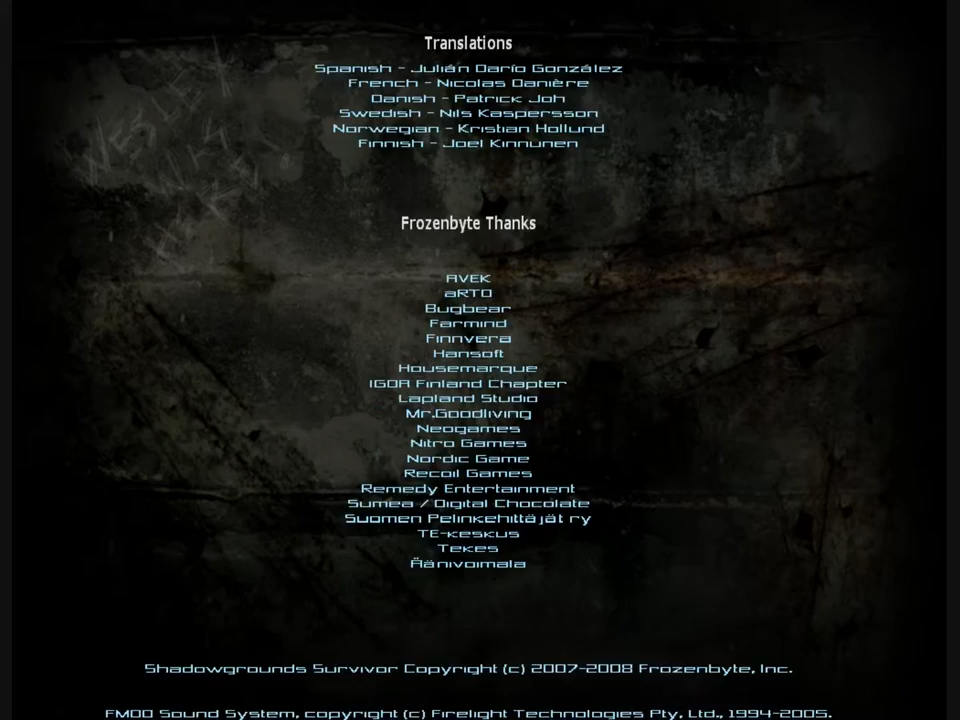 Translations
Spanish - Julián Darío González
French - Nicolas Danière
Danish - Patrick Joh
Swedish - Nils Kaspersson
Norwegian - Kristian Hollund
Finnish - Joel Kinnunen
Frozenbyte Thanks
AVEK
aRTO
Bugbear
Farmind
Finnvera
Hansoft
Housemarque
IGDA Finland Chapter
Lapland Studio
Mr.Goodliving
Neogames
Nitro Games
Nordic Game
Recoil Games
Remedy Entertainment
Sumea / Digital Chocolate
Suomen Pelinkehittäjät ry
TE-keskus
Tekes
Äänivoimala
Shadowgrounds Survivor Copyright (c) 2007-2008 Frozenbyte, Inc.
FMOD Sound System, copyright (c) Firelight Technologies Pty, Ltd., 1994-2005.